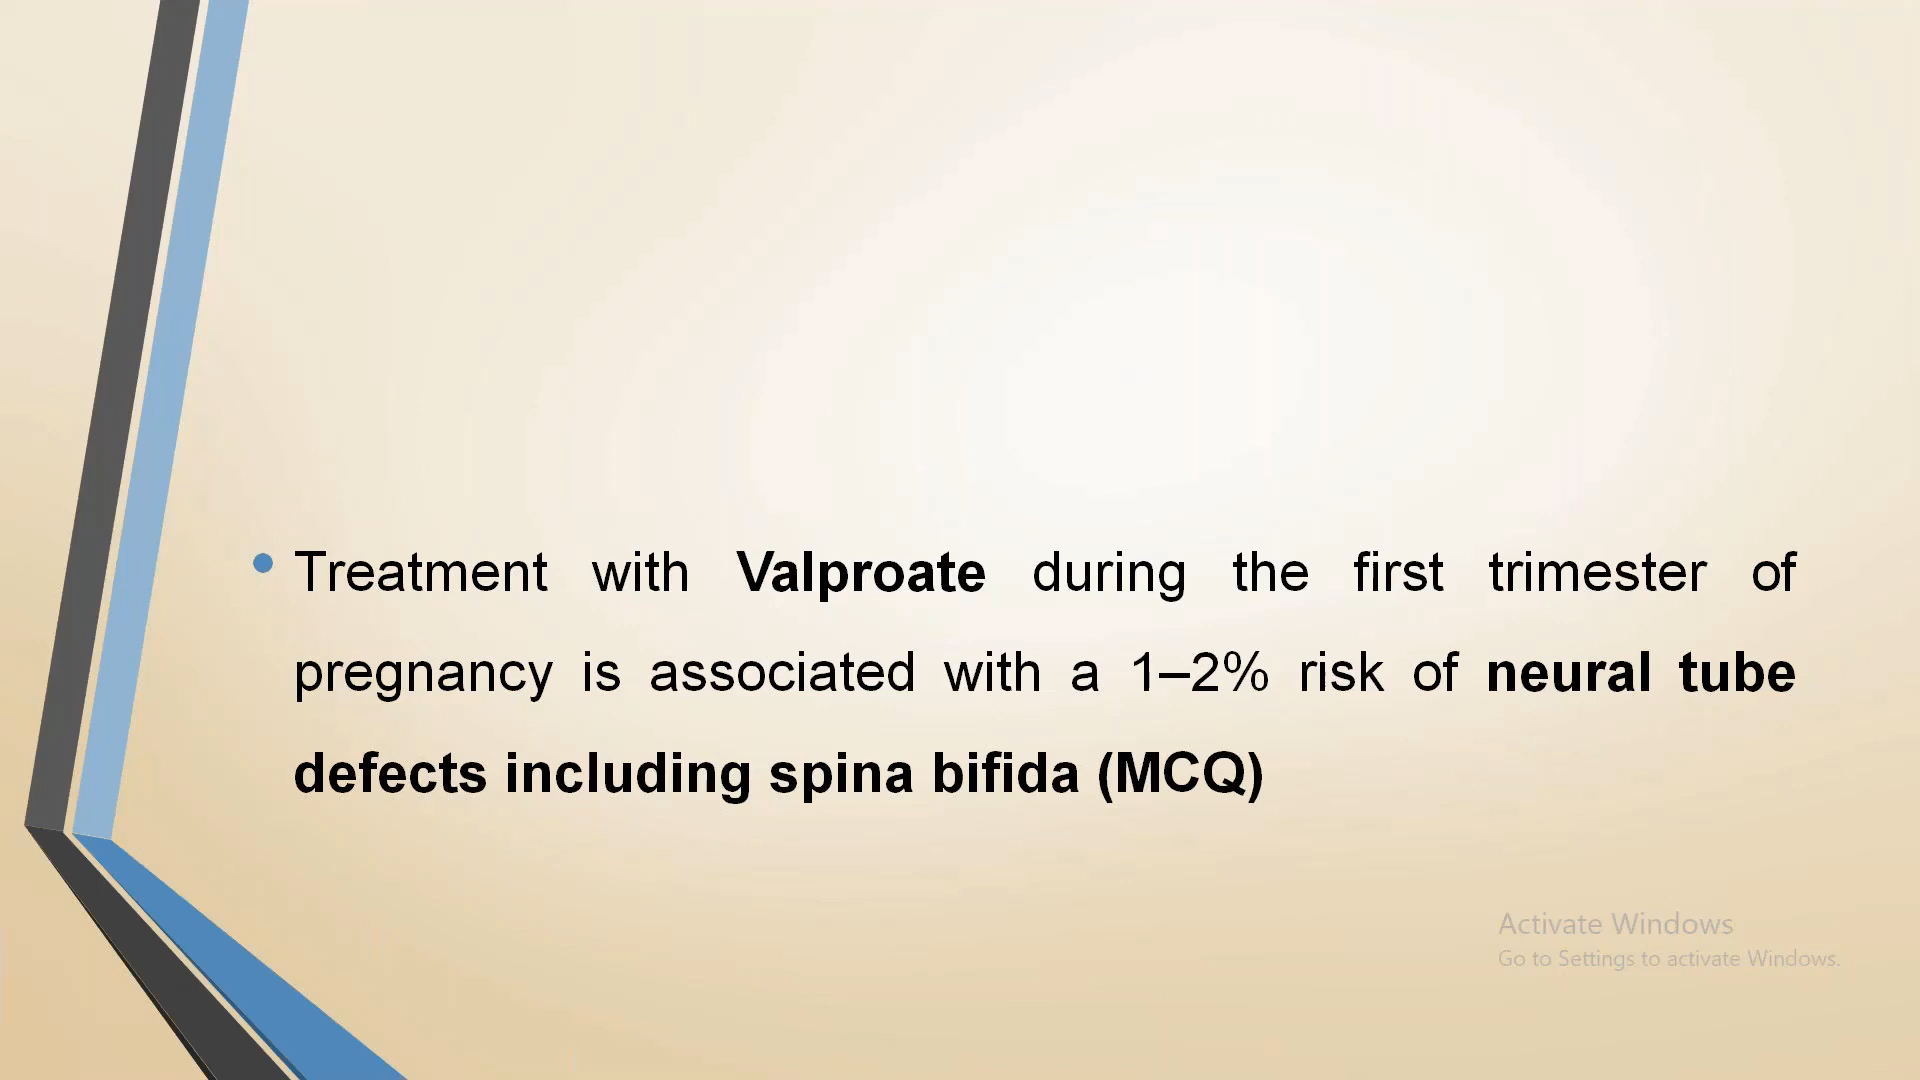 • Treatment with Valproate during the first trimester of
pregnancy is associated with a 1–2% risk of neural tube
defects including spina bifida (MCQ)
Activate Windows
Go to Settings to activate Windows.